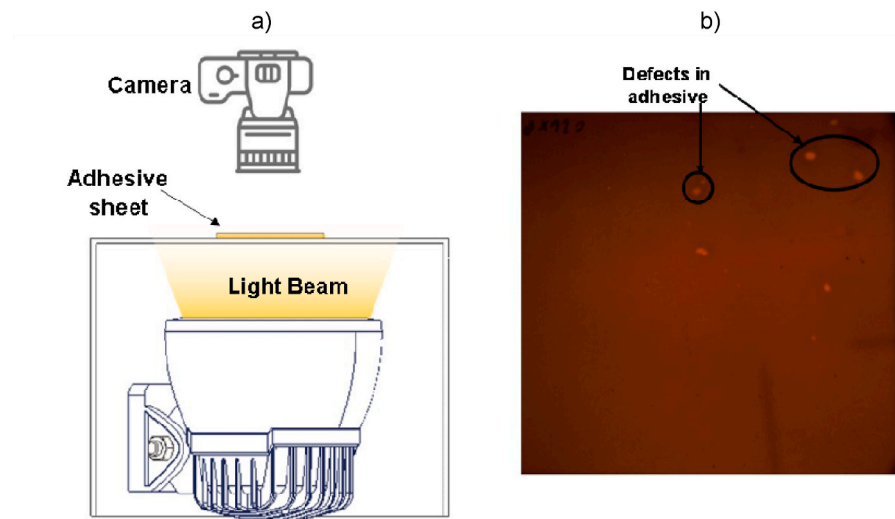 a)
b)
Camera
Adhesive
sheet
Light Beam
Defects in
adhesive